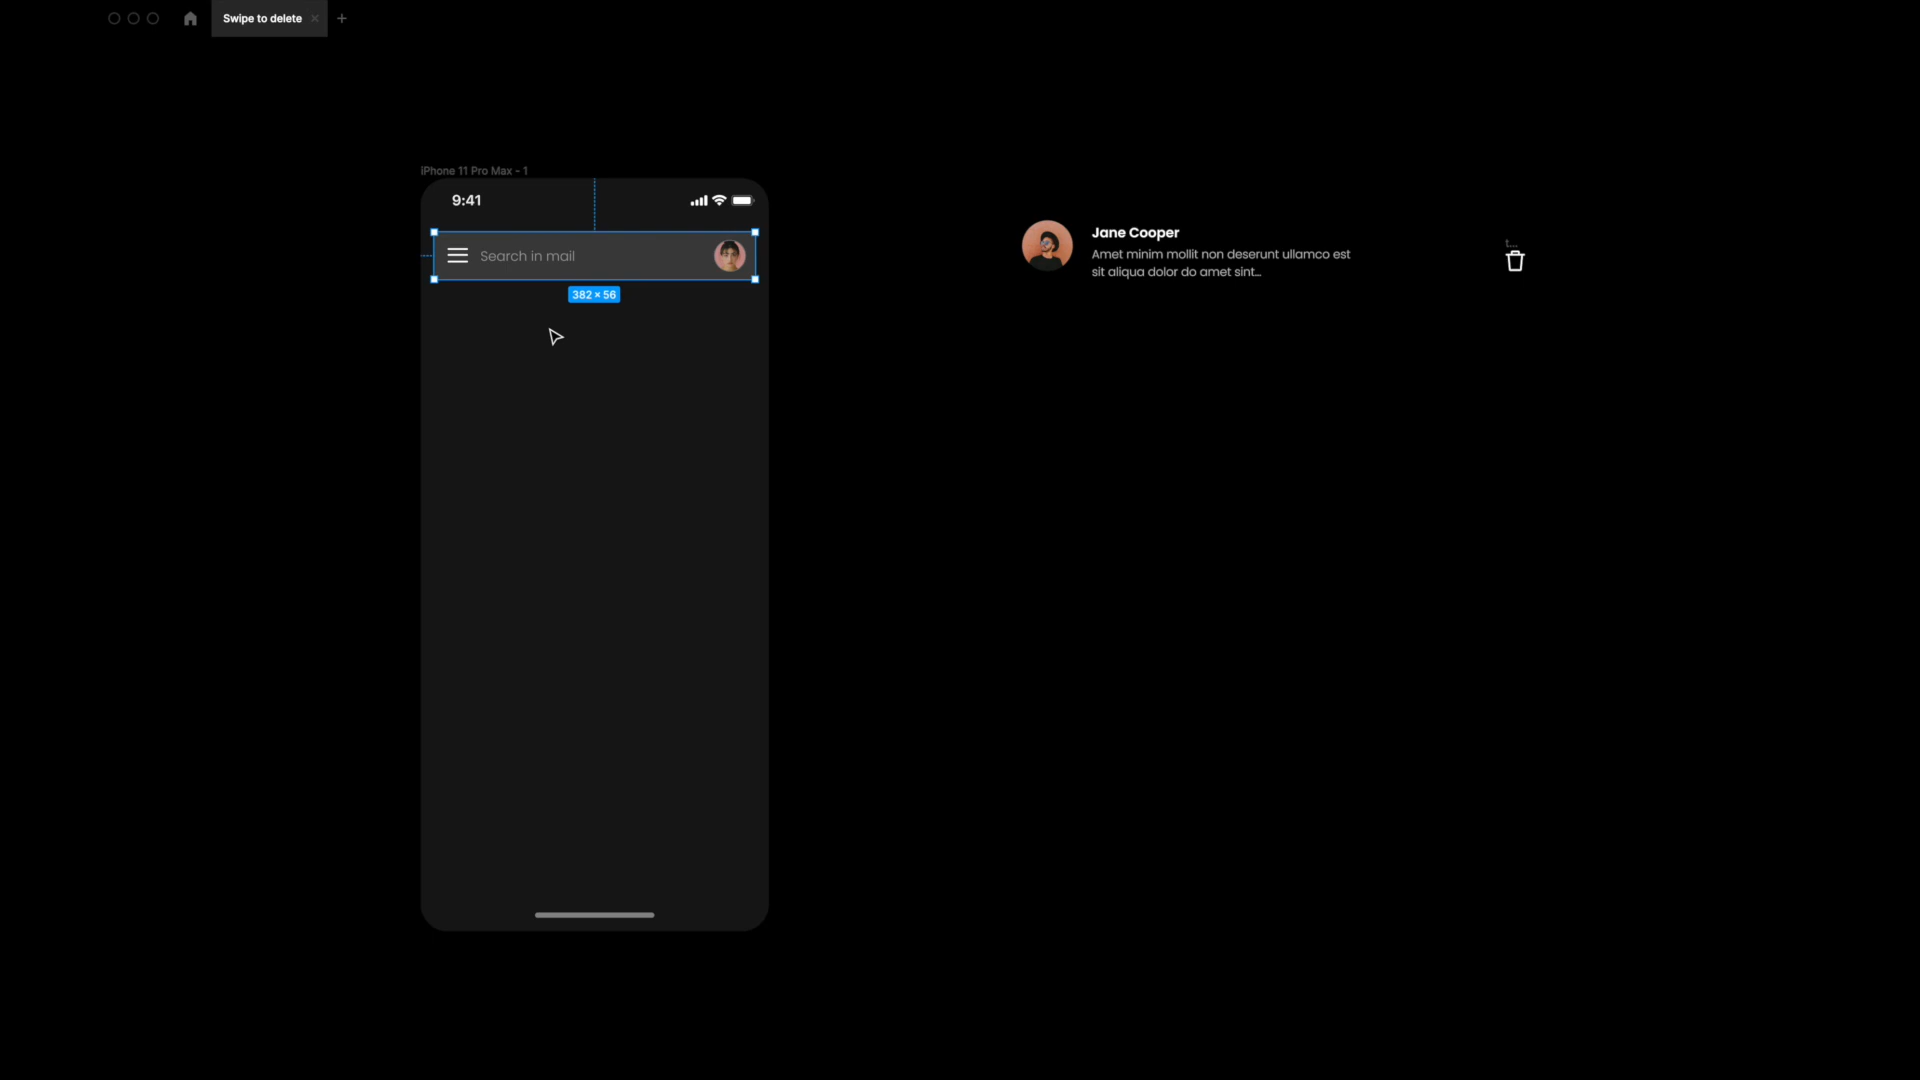 Swipe to delete
iPhone 11 Pro Max - 1
9:41
Search in mail
382 × 56
Jane Cooper
Amet minim mollit non deserunt ullamco est
sit aliqua dolor do amet sint...
t...